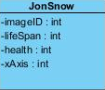 JonSnow
-imageID : int
-lifeSpan : int
-health : int
-xAxis : int